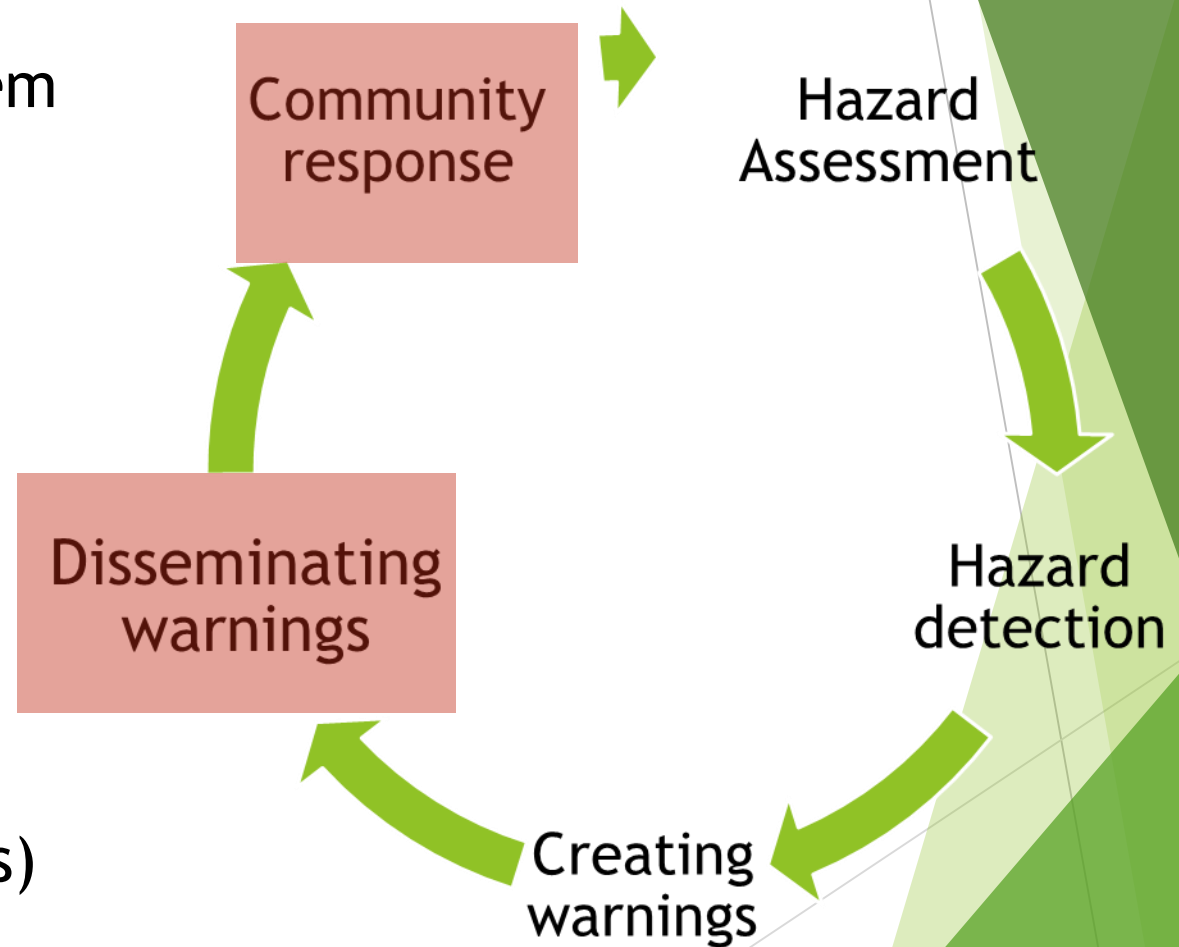 em
Community
response
Hazard
Assessment
Disseminating
warnings
Hazard
detection
s)
Creating
warnings